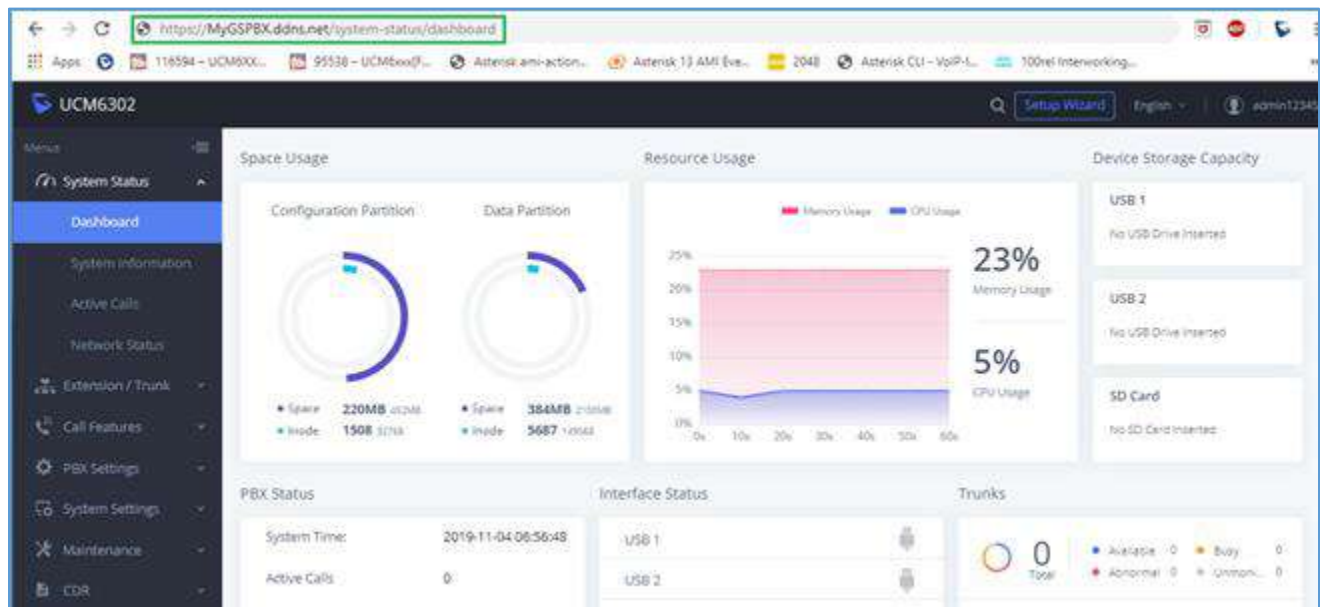 https://MyGSPBX.ddns.net/system-status/dashboard
Apps 116594 – UCM6XX... 95538 – UCM6xxx(F... Asterisk ami-action... Asterisk 13 AMI Eve... 2048 Asterisk CLI – VoIP-I... 100rel Interworking...
UCM6302 Setup Wizard English admin12345
Menus
System Status
Dashboard
System Information
Active Calls
Network Status
Extension / Trunk
Call Features
PBX Settings
System Settings
Maintenance
CDR
Space Usage
Configuration Partition
Data Partition
Space 220MB
Inode 1508
Space 384MB
Inode 5687
Resource Usage
Memory Usage CPU Usage
25%
20%
15%
10%
5%
0%
0s 10s 20s 30s 40s 50s 60s
23%
Memory Usage
5%
CPU Usage
Device Storage Capacity
USB 1
No USB Drive Inserted
USB 2
No USB Drive Inserted
SD Card
No SD Card Inserted
PBX Status
System Time: 2019-11-04 06:56:48
Active Calls 0
Interface Status
USB 1
USB 2
Trunks
0
Total
Available 0 Busy 0
Abnormal 0 Unmoni... 0